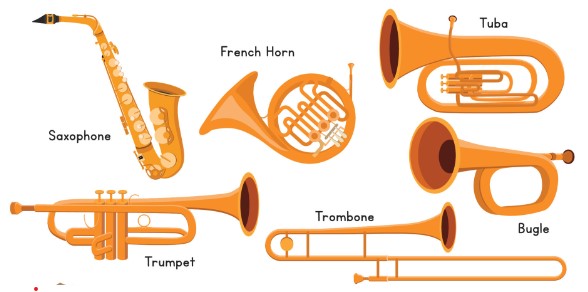 Tuba
French Horn
Saxophone
Trombone
Bugle
Trumpet